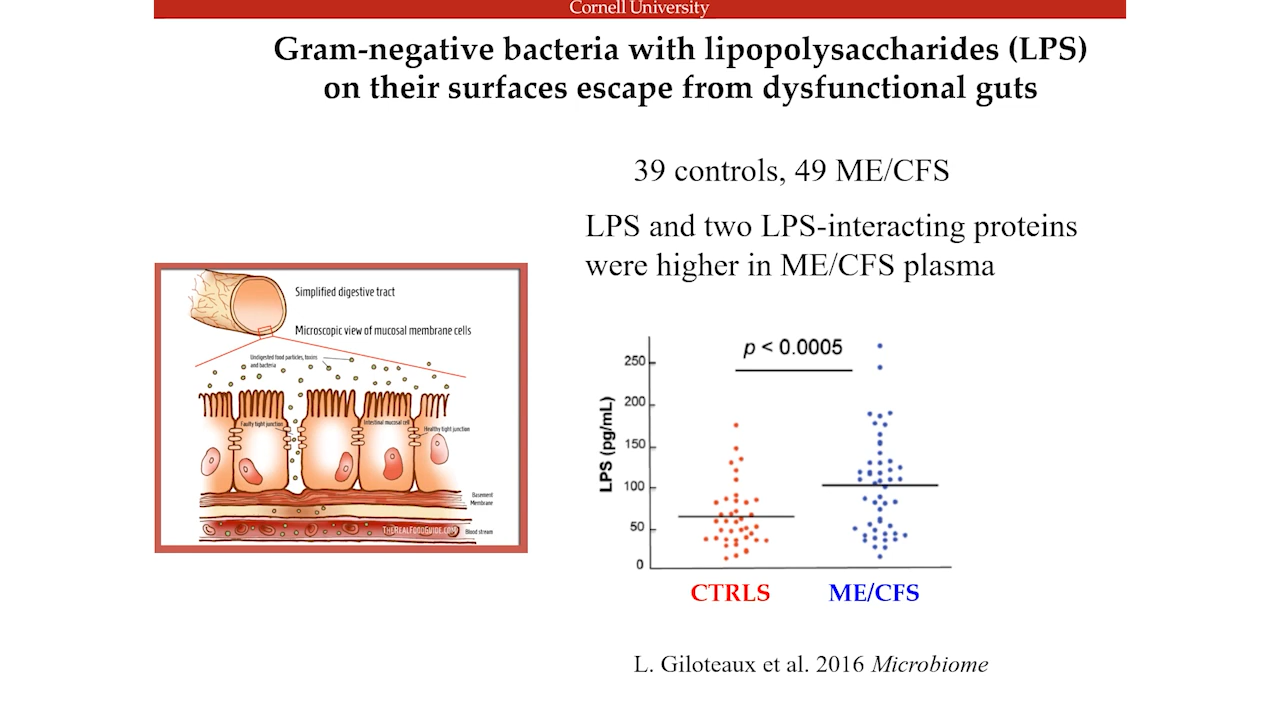 Cornell University
Gram-negative bacteria with lipopolysaccharides (LPS)
on their surfaces escape from dysfunctional guts
39 controls, 49 ME/CFS
LPS and two LPS-interacting proteins
were higher in ME/CFS plasma
Simplified digestive tract
Microscopic view of mucosal membrane cells
Undigested food particles, toxins
and bacteria
Faulty tight junction
Intestinal mucosal cell
Healthy tight junction
Basement
Membrane
THEREALFOODGUIDE.COM
Blood stream
p < 0.0005
LPS (pg/mL)
250
200
150
100
50
0
CTRLS
ME/CFS
L. Giloteaux et al. 2016 Microbiome